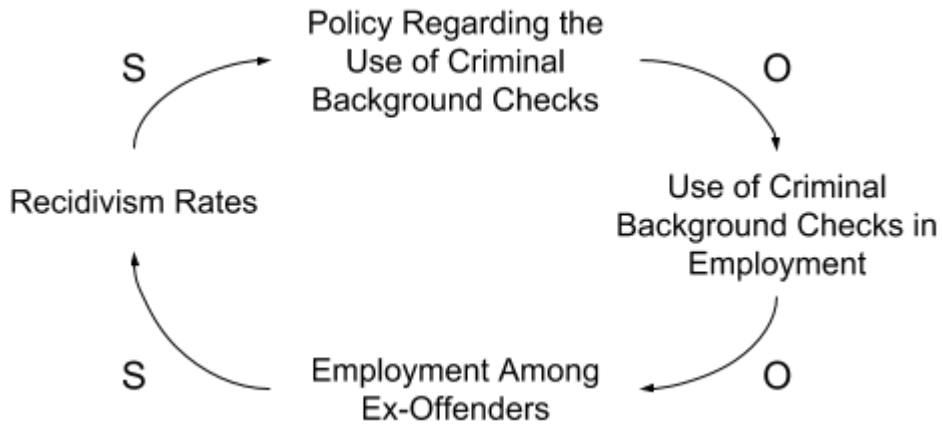 Policy Regarding the
Use of Criminal
Background Checks
S
O
Recidivism Rates
Use of Criminal
Background Checks in
Employment
S
Employment Among
Ex-Offenders
O